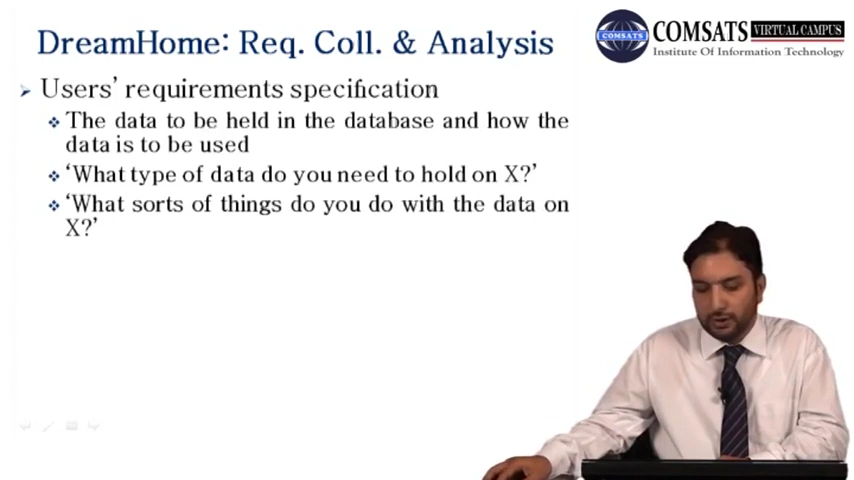 DreamHome: Req. Coll. & Analysis
COMSATS VIRTUAL CAMPUS
Institute Of Information Technology
COMSATS
Users' requirements specification
The data to be held in the database and how the
data is to be used
'What type of data do you need to hold on X?'
'What sorts of things do you do with the data on
X?'